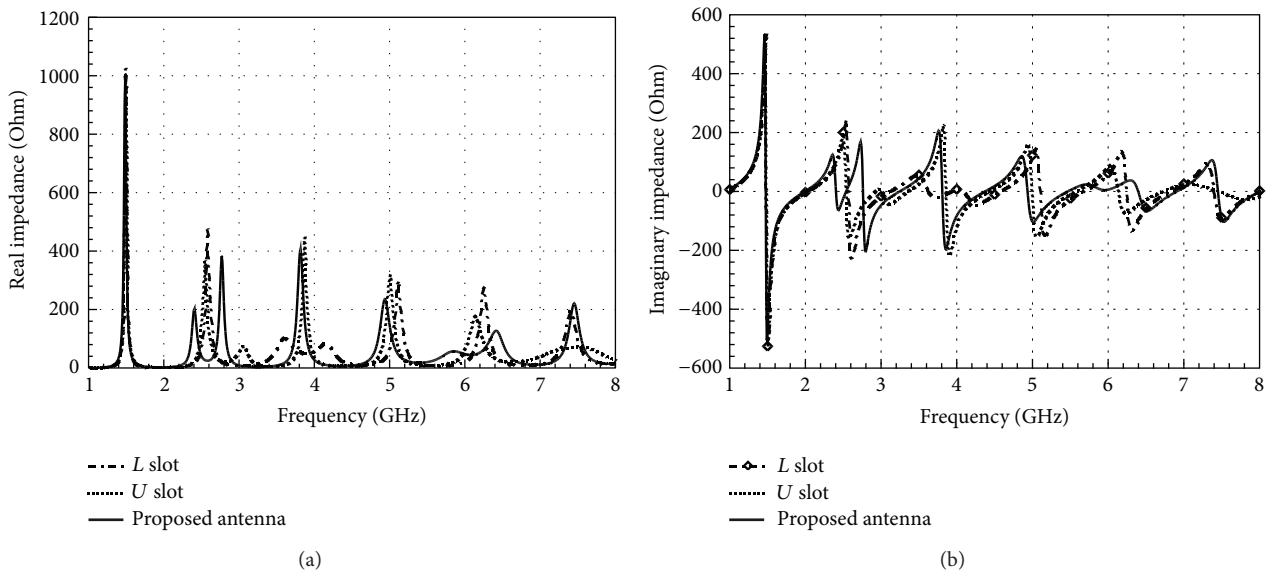 1200
1000
800
600
400
200
0
Real impedance (Ohm)
1 2 3 4 5 6 7 8
Frequency (GHz)
L slot
U slot
Proposed antenna
(a)
600
400
200
0
−200
−400
−600
Imaginary impedance (Ohm)
1 2 3 4 5 6 7 8
Frequency (GHz)
L slot
U slot
Proposed antenna
(b)